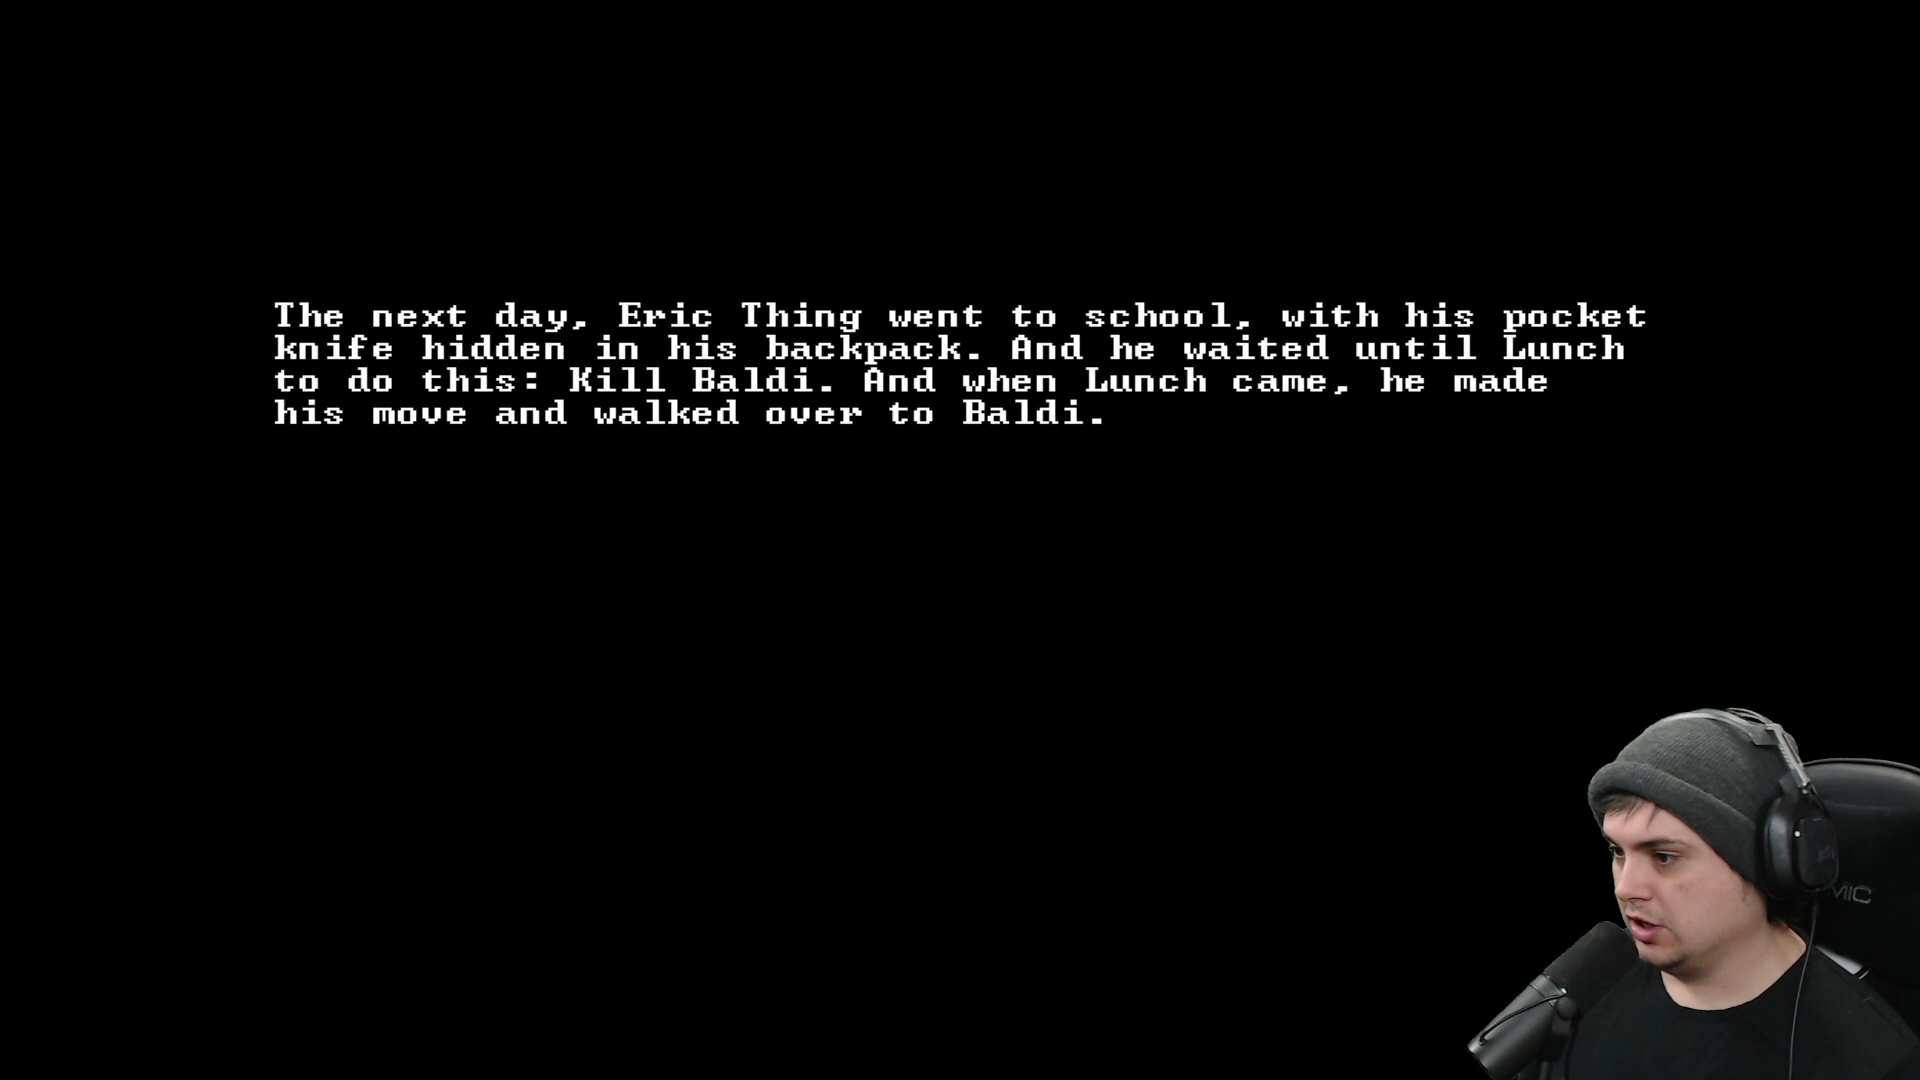 The next day, Eric Thing went to school, with his pocket
knife hidden in his backpack. And he waited until Lunch
to do this: Kill Baldi. And when Lunch came, he made
his move and walked over to Baldi.
MIC